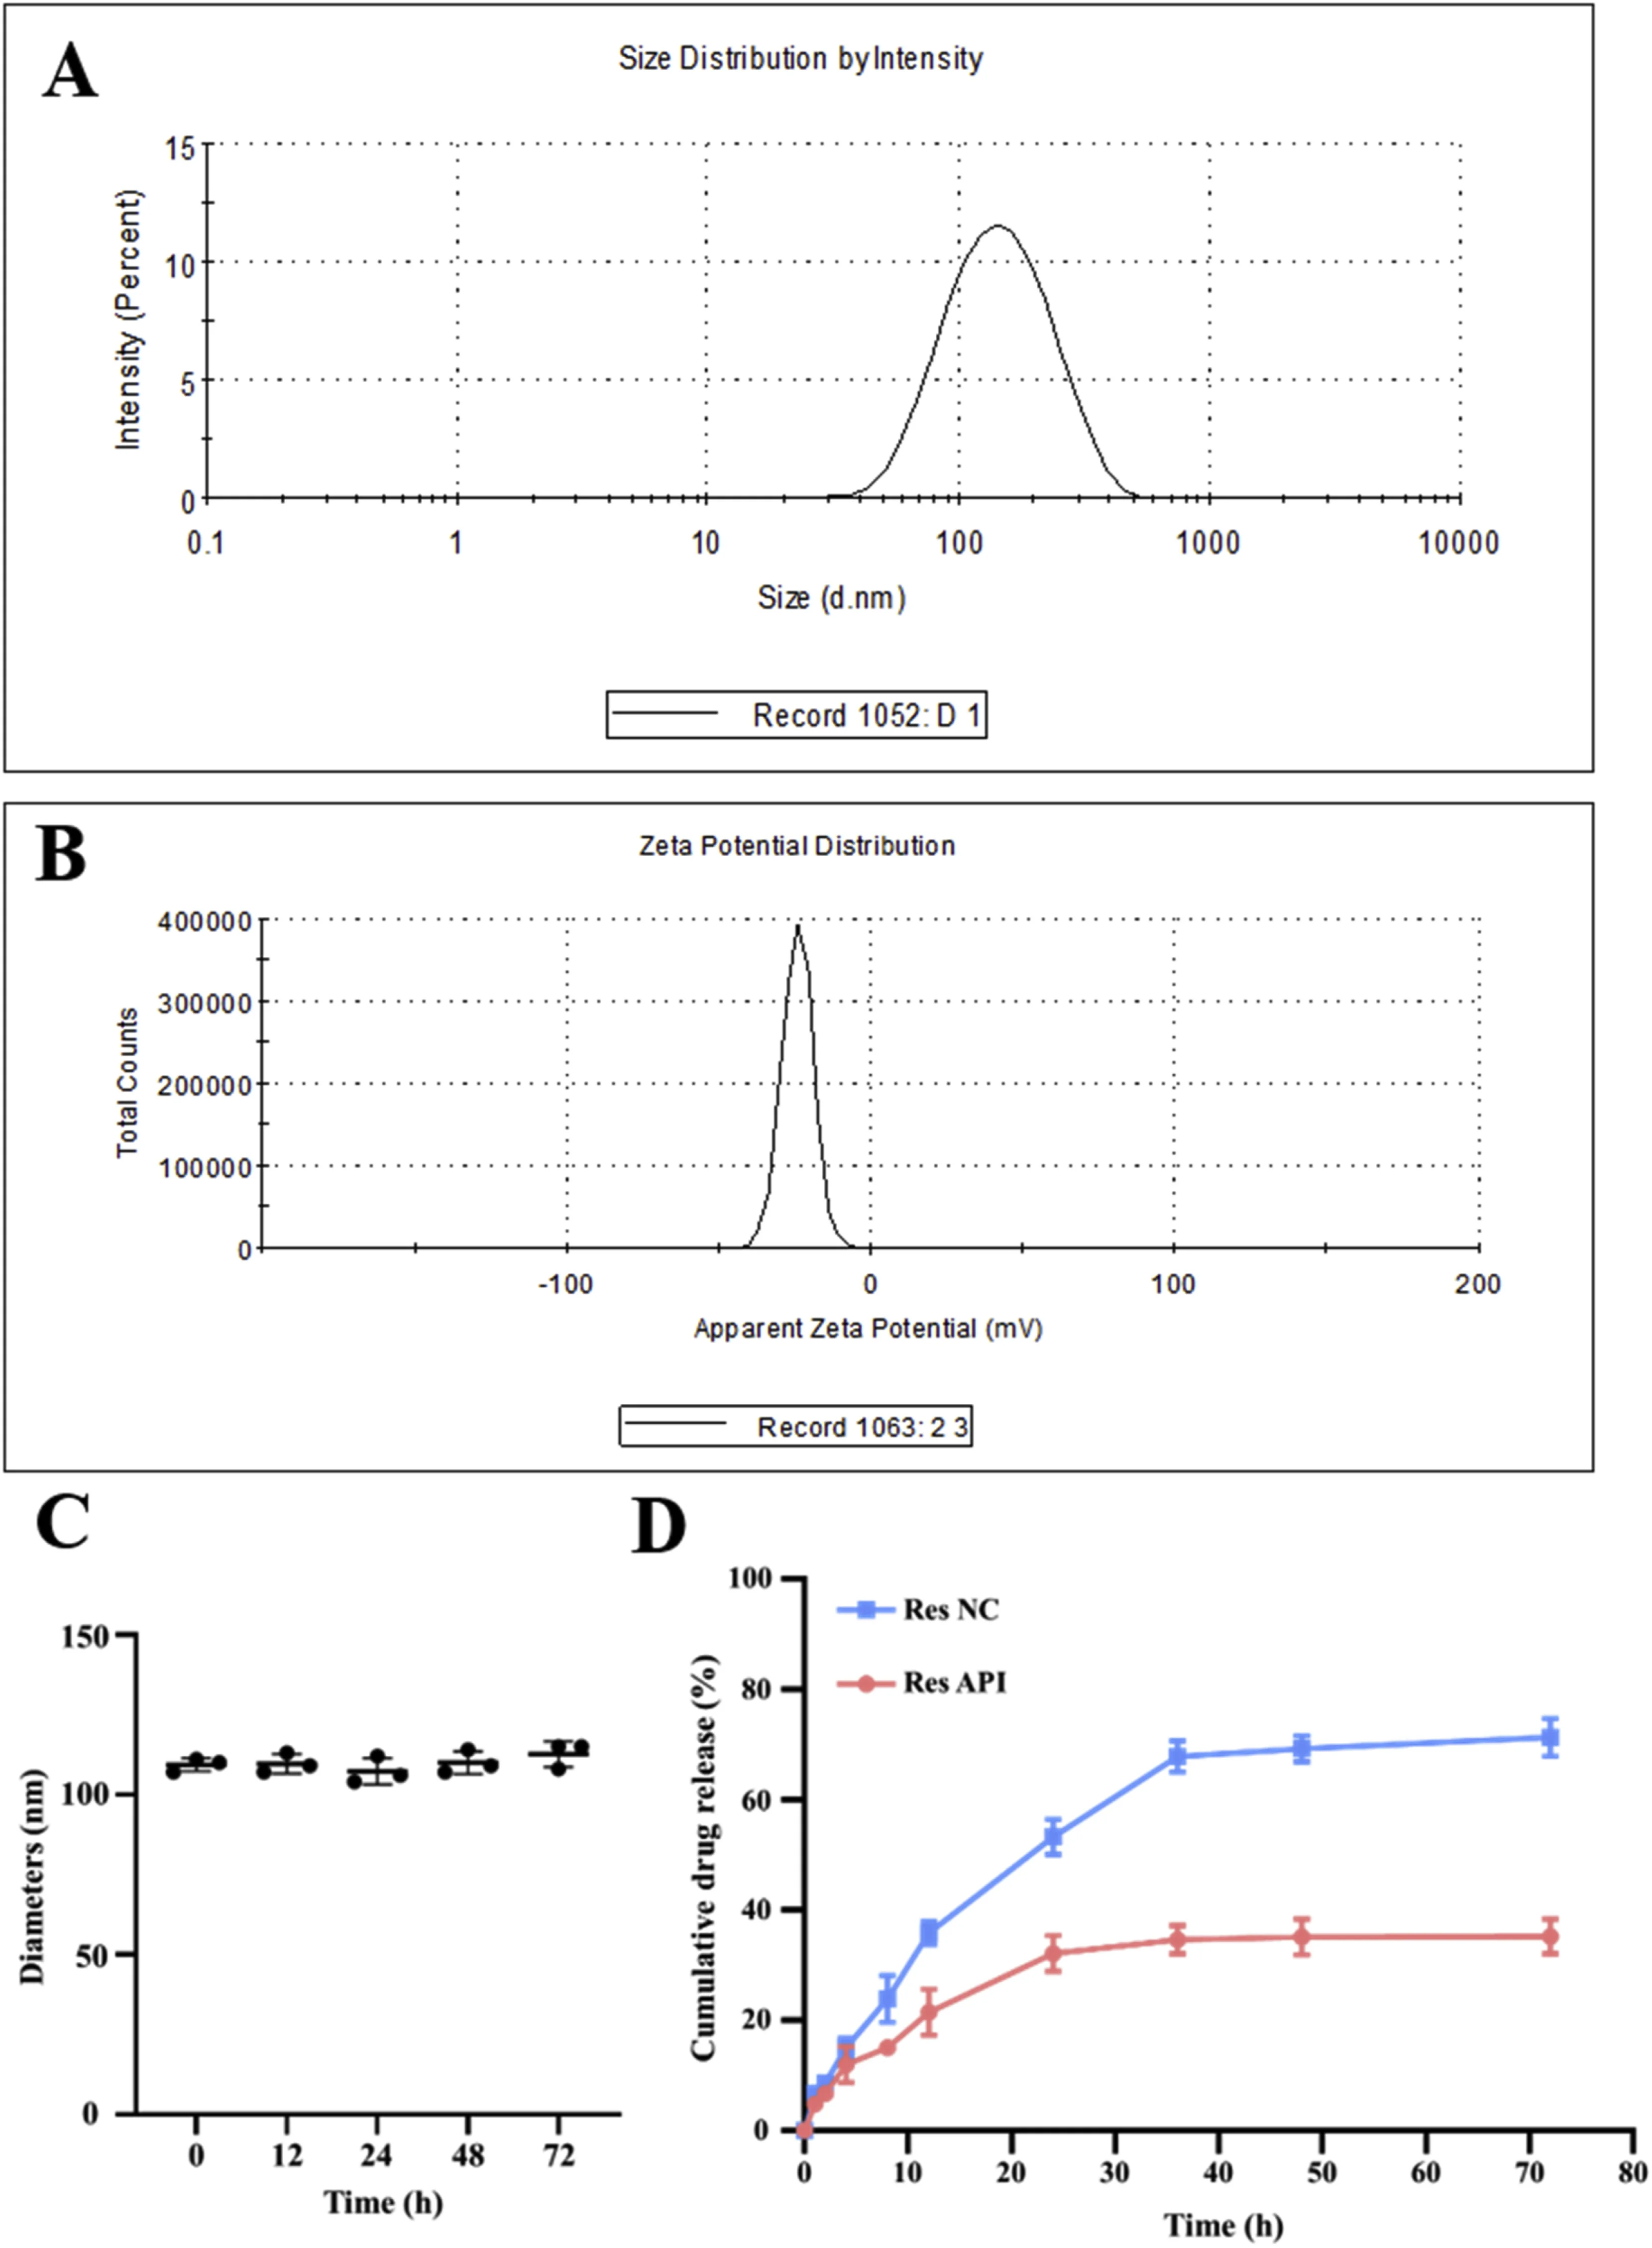 A
Size Distribution by Intensity
15
10
5
0
Intensity (Percent)
0.1 1 10 100 1000 10000
Size (d.nm)
Record 1052: D 1
B
Zeta Potential Distribution
400000
300000
200000
100000
0
Total Counts
-100 0 100 200
Apparent Zeta Potential (mV)
Record 1063: 2 3
C
150
100
50
0
Diameters (nm)
0 12 24 48 72
Time (h)
D
100
80
60
40
20
0
Cumulative drug release (%)
Res NC
Res API
0 10 20 30 40 50 60 70 80
Time (h)